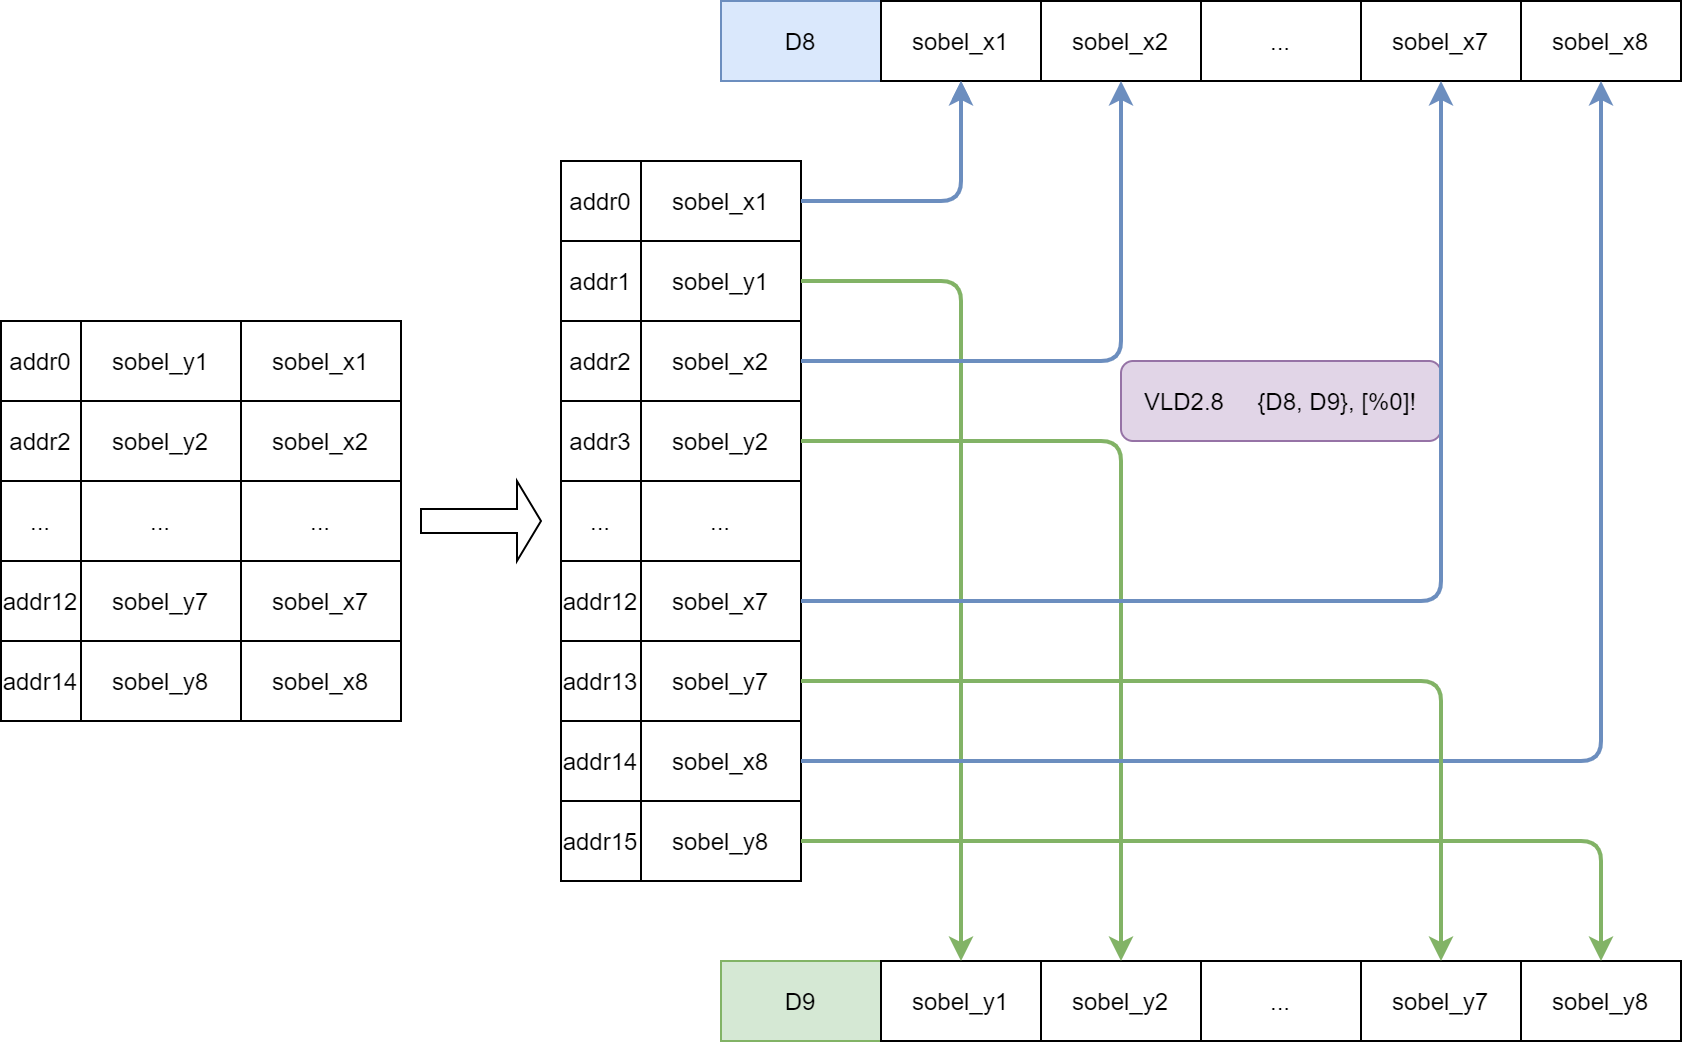 D8 sobel_x1 sobel_x2 ... sobel_x7 sobel_x8
addr0 sobel_y1 sobel_x1
addr2 sobel_y2 sobel_x2
... ... ...
addr12 sobel_y7 sobel_x7
addr14 sobel_y8 sobel_x8
addr0 sobel_x1
addr1 sobel_y1
addr2 sobel_x2
addr3 sobel_y2
... ...
addr12 sobel_x7
addr13 sobel_y7
addr14 sobel_x8
addr15 sobel_y8
VLD2.8 {D8, D9}, [%0]!
D9 sobel_y1 sobel_y2 ... sobel_y7 sobel_y8